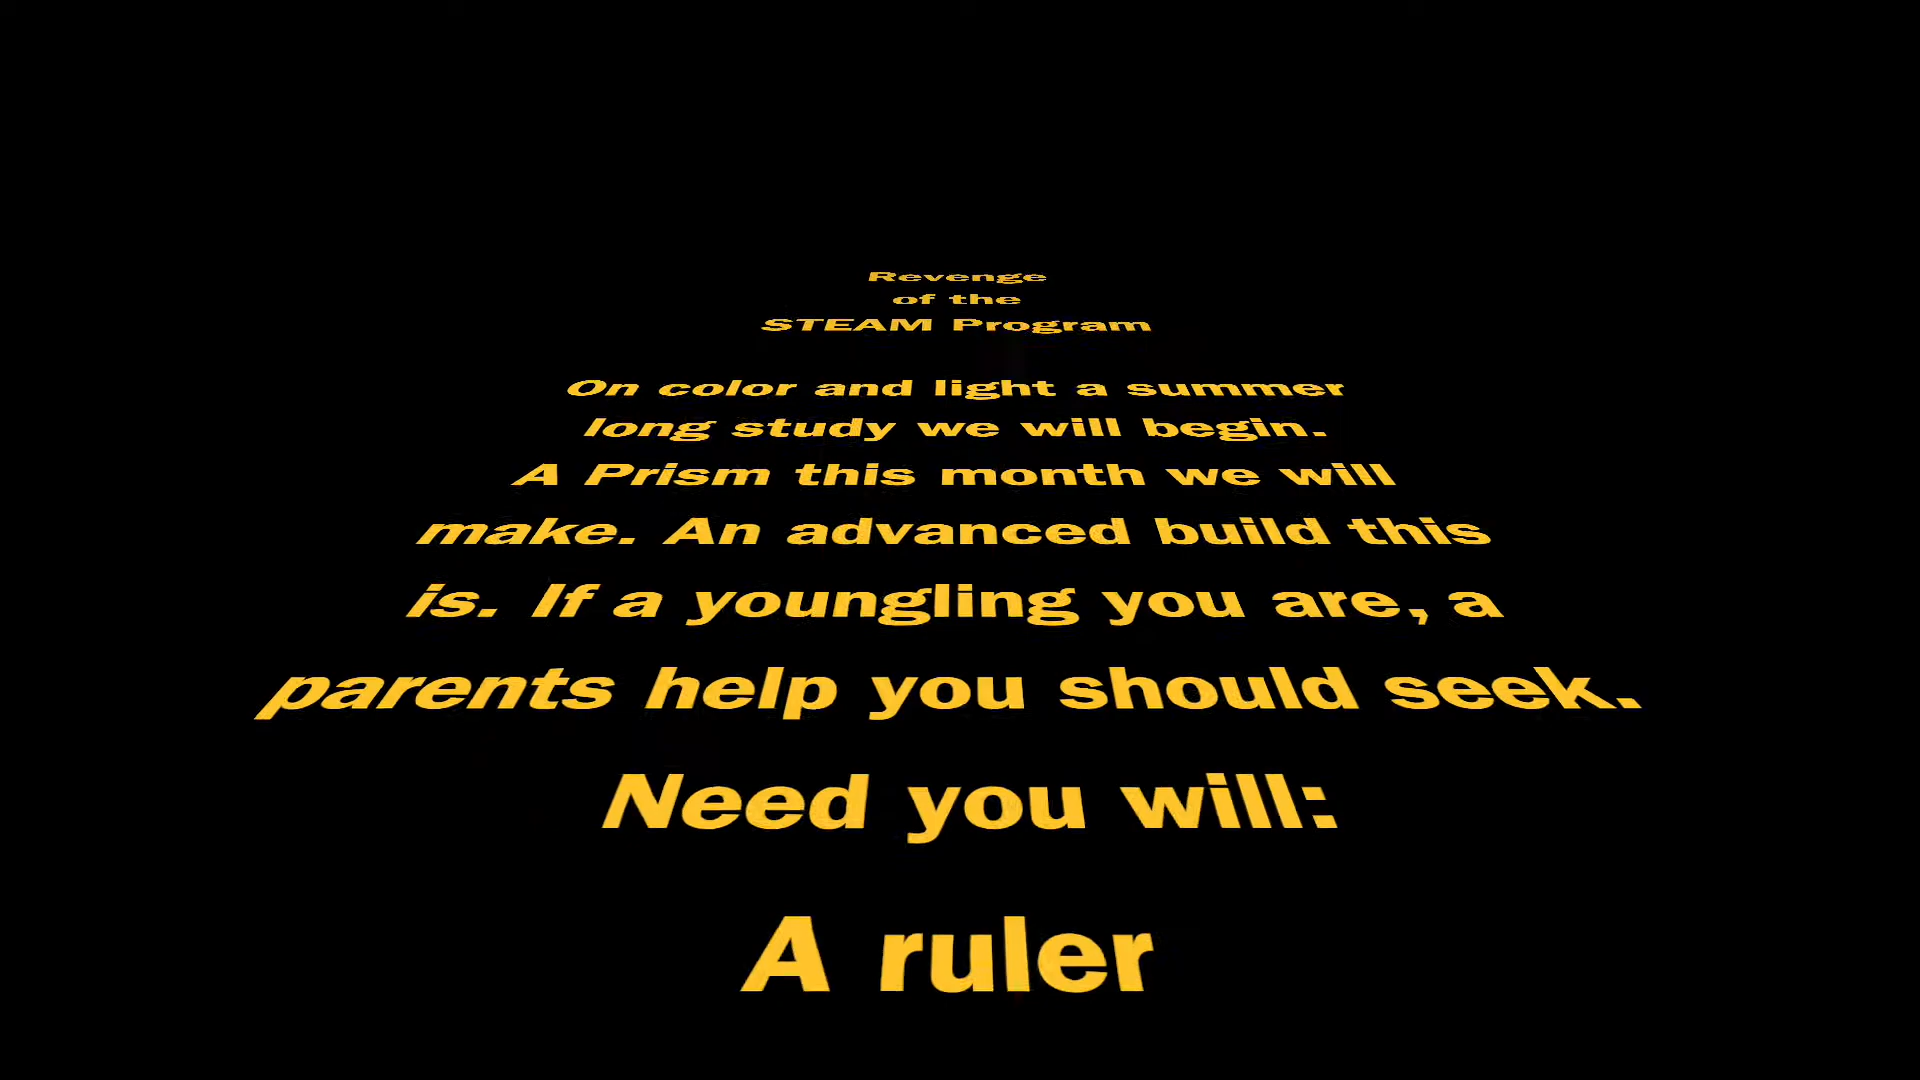 Revenge
of the
STEAM Program
On color and light a summer
long study we will begin.
A Prism this month we will
make. An advanced build this
is. If a youngling you are, a
parents help you should seek.
Need you will:
A ruler